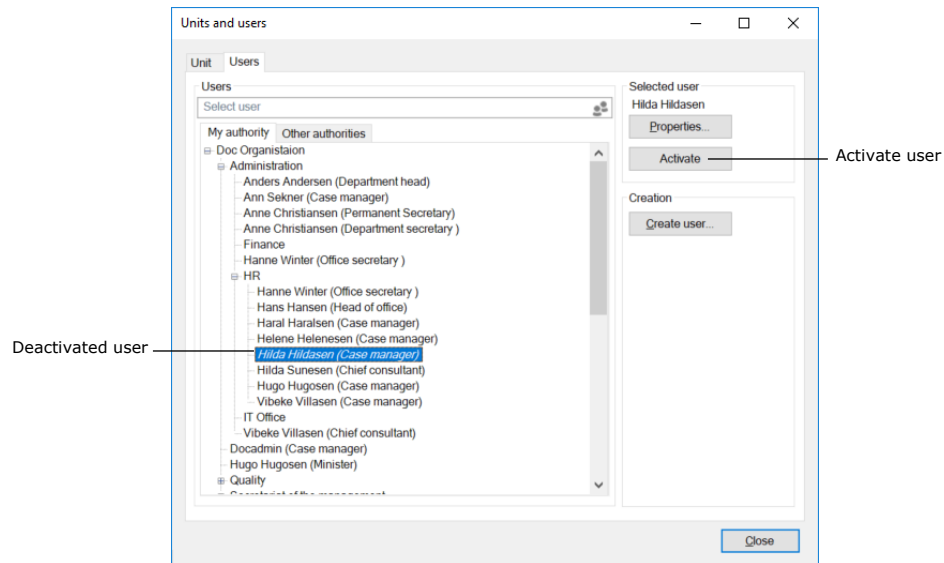 Units and users
Unit Users
Users
Select user
My authority Other authorities
Doc Organistaion
Administration
Anders Andersen (Department head)
Ann Sekner (Case manager)
Anne Christiansen (Permanent Secretary)
Anne Christiansen (Department secretary )
Finance
Hanne Winter (Office secretary )
HR
Hanne Winter (Office secretary )
Hans Hansen (Head of office)
Haral Haralsen (Case manager)
Helene Helenesen (Case manager)
Hilda Hildasen (Case manager)
Hilda Sunesen (Chief consultant)
Hugo Hugosen (Case manager)
Vibeke Villasen (Case manager)
IT Office
Vibeke Villasen (Chief consultant)
Docadmin (Case manager)
Hugo Hugosen (Minister)
Quality
Secretariat of the management
Selected user
Hilda Hildasen
Properties...
Activate
Creation
Create user...
Close
Activate user
Deactivated user